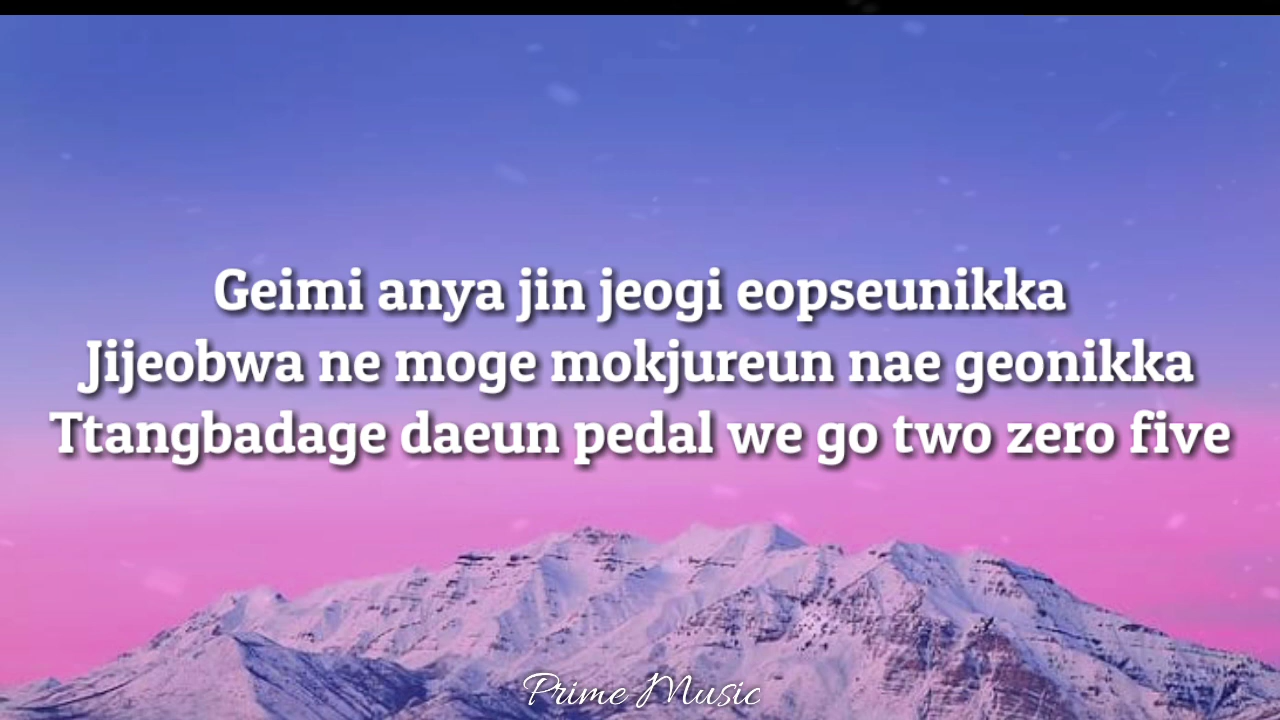 Geimi anya jin jeogi eopseunikka
Jijeobwa ne moge mokjureun nae geonikka
Ttangbadage daeun pedal we go two zero five
Prime Music